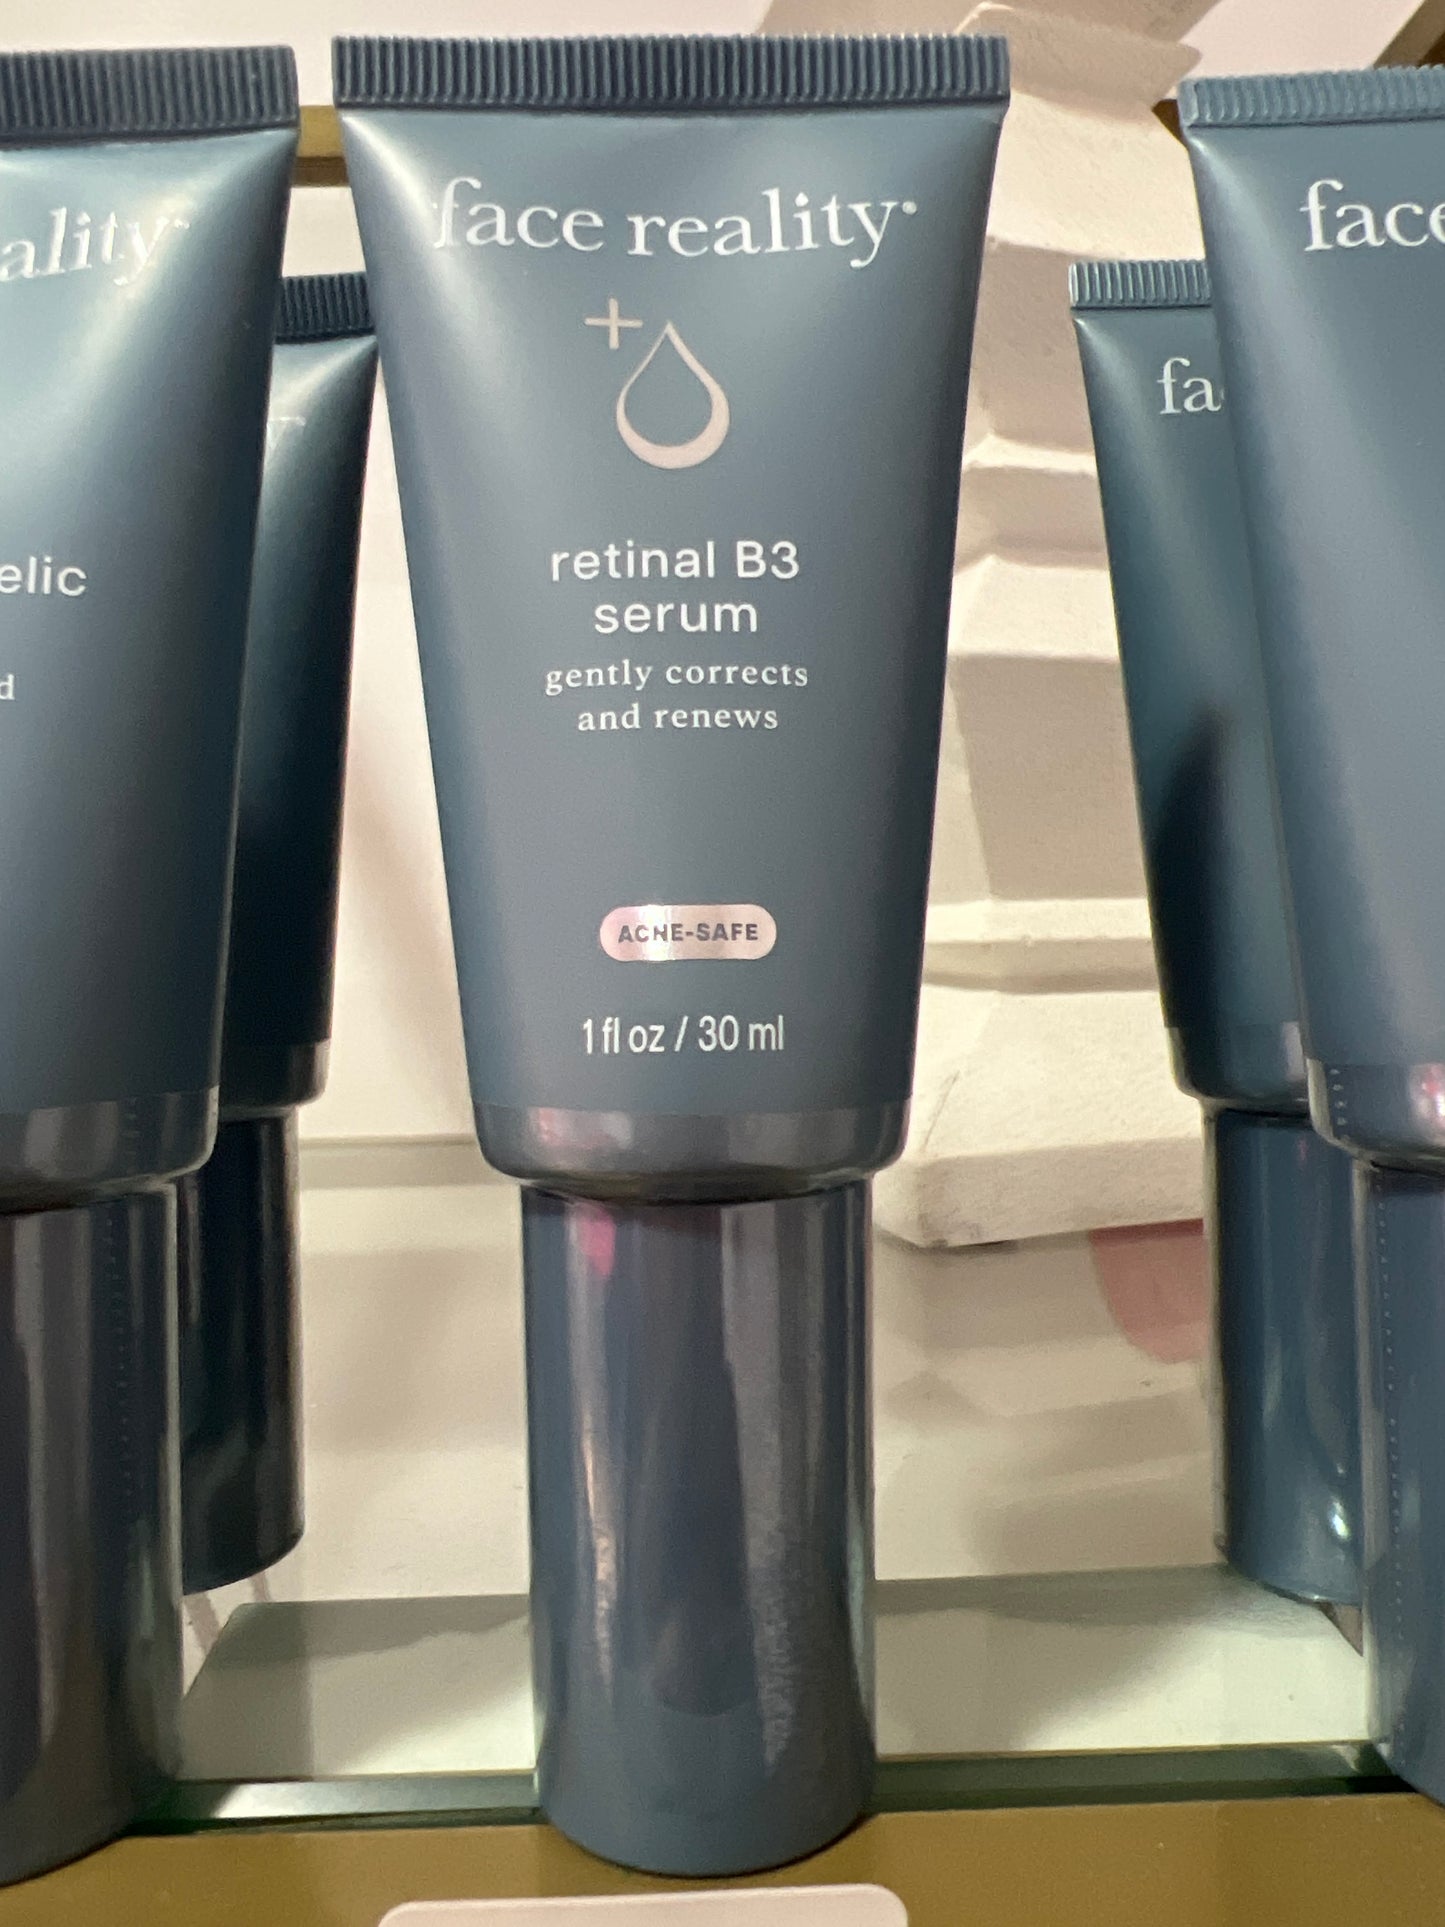 face reality
retinal B3
serum
gently corrects
and renews
ACNE-SAFE
1 fl oz / 30 ml
ality
elic
d
fa
face